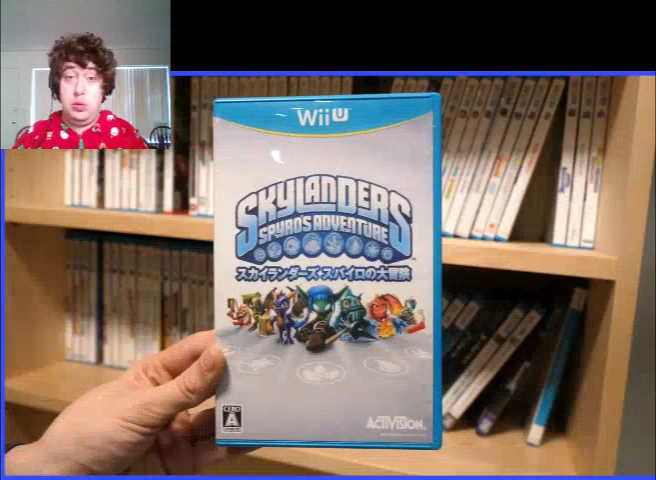 Wii U
SKYLANDERS
SPYRO'S ADVENTURE
スカイランダーズ・スパイロの大冒険
CERO
A
ACTIVISION